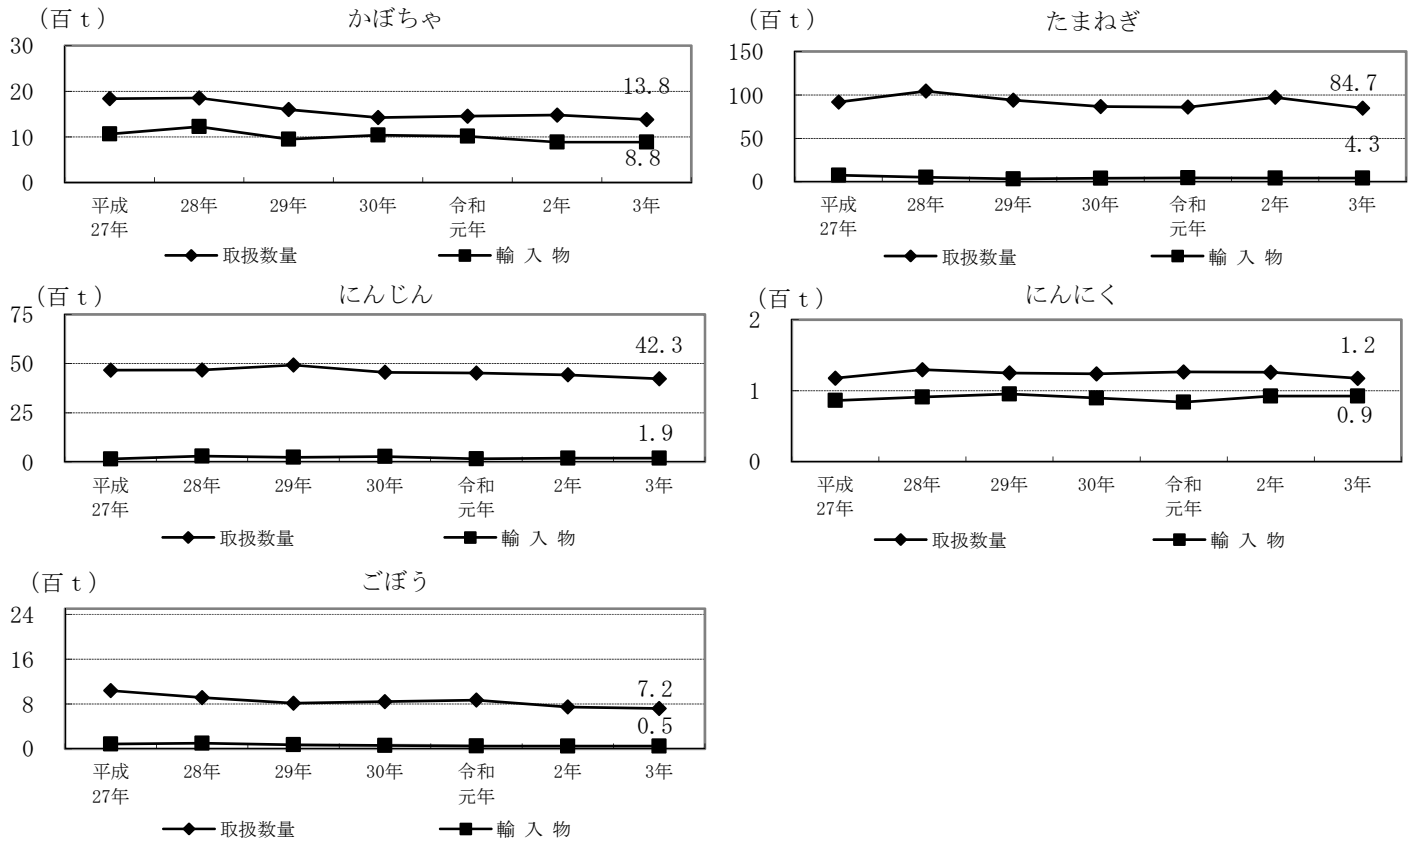 (百ｔ) かぼちゃ
30
20
10
0
13.8
8.8
平成 28年 29年 30年 令和 2年 3年
27年 元年
取扱数量 輸 入 物
(百ｔ) たまねぎ
150
100
50
0
84.7
4.3
平成 28年 29年 30年 令和 2年 3年
27年 元年
取扱数量 輸 入 物
(百ｔ) にんじん
75
50
25
0
42.3
1.9
平成 28年 29年 30年 令和 2年 3年
27年 元年
取扱数量 輸 入 物
(百ｔ) にんにく
2
1
0
1.2
0.9
平成 28年 29年 30年 令和 2年 3年
27年 元年
取扱数量 輸 入 物
(百ｔ) ごぼう
24
16
8
0
7.2
0.5
平成 28年 29年 30年 令和 2年 3年
27年 元年
取扱数量 輸 入 物